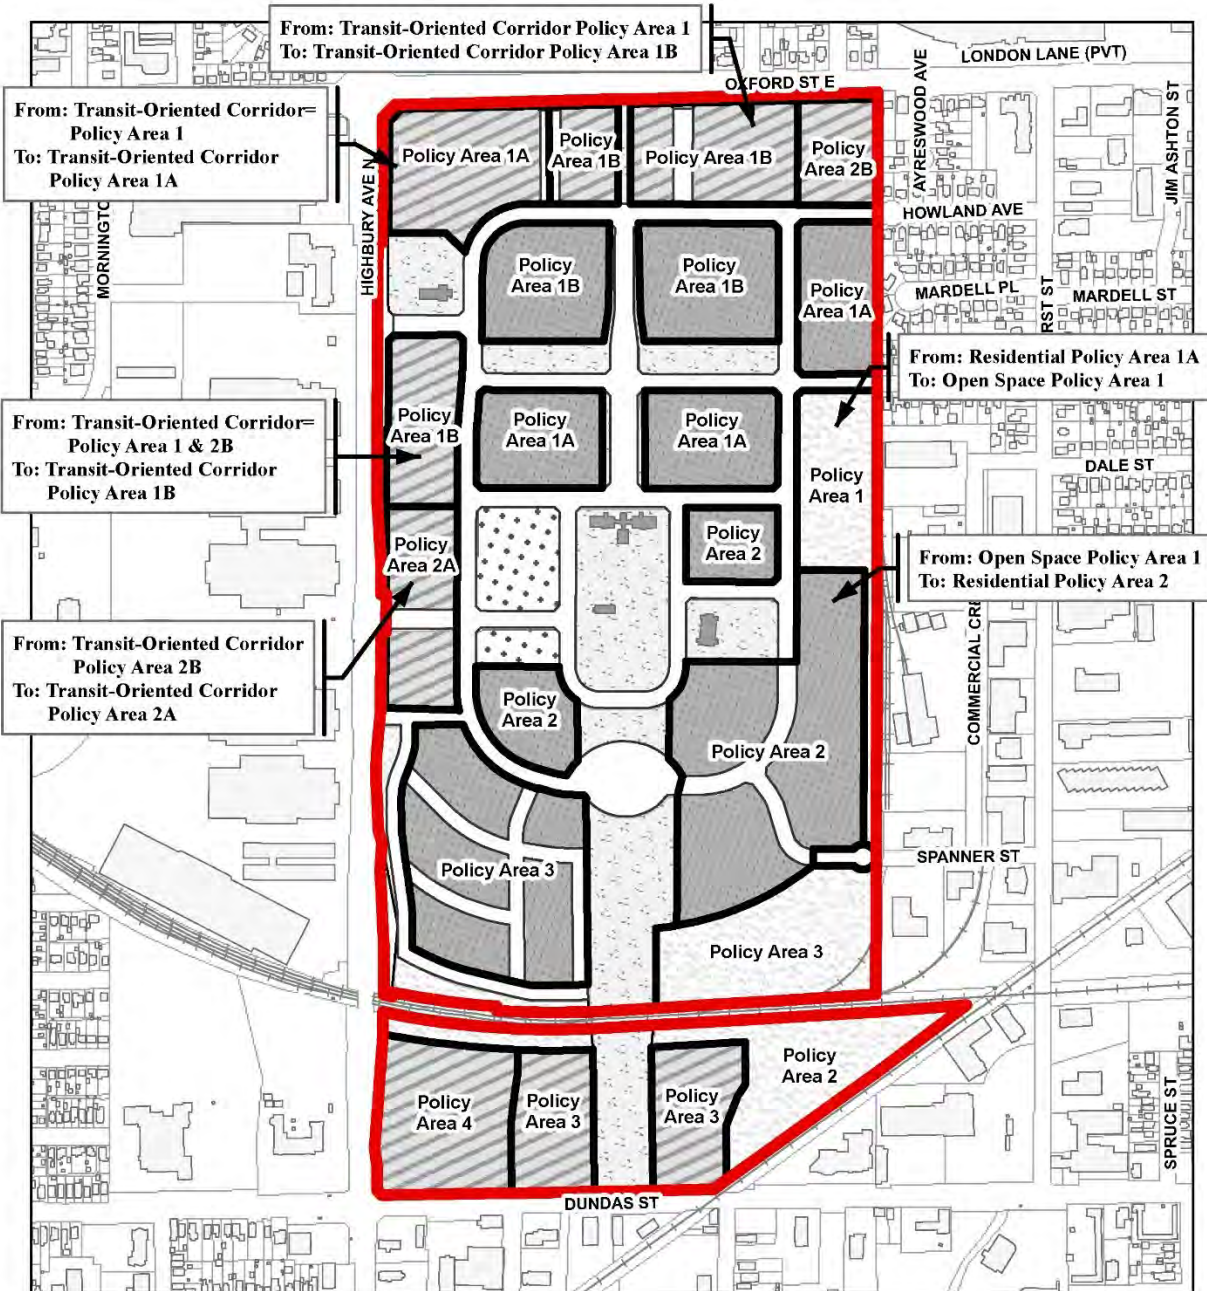 From: Transit-Oriented Corridor Policy Area 1
To: Transit-Oriented Corridor Policy Area 1B
LONDON LANE (PVT)
OXFORD ST E
AYRESWOOD AVE
JIM ASHTON ST
From: Transit-Oriented Corridor=
Policy Area 1
To: Transit-Oriented Corridor
Policy Area 1A
Policy Area 1A
Policy
Area 1B
Policy Area 1B
Policy
Area 2B
HIGHBURY AVE N
HOWLAND AVE
Policy
Area 1B
Policy
Area 1B
Policy
Area 1A
MARDELL PL
MARDELL ST
RST ST
From: Residential Policy Area 1A
To: Open Space Policy Area 1
From: Transit-Oriented Corridor=
Policy Area 1 & 2B
To: Transit-Oriented Corridor
Policy Area 1B
Policy
Area 1B
Policy
Area 1A
Policy
Area 1A
Policy
Area 1
DALE ST
Policy
Area 2A
Policy
Area 2
From: Open Space Policy Area 1
To: Residential Policy Area 2
From: Transit-Oriented Corridor
Policy Area 2B
To: Transit-Oriented Corridor
Policy Area 2A
COMMERCIAL CRE
Policy
Area 2
Policy Area 2
Policy Area 3
SPANNER ST
Policy Area 3
Policy
Area 2
Policy
Area 4
Policy
Area 3
Policy
Area 3
SPRUCE ST
DUNDAS ST